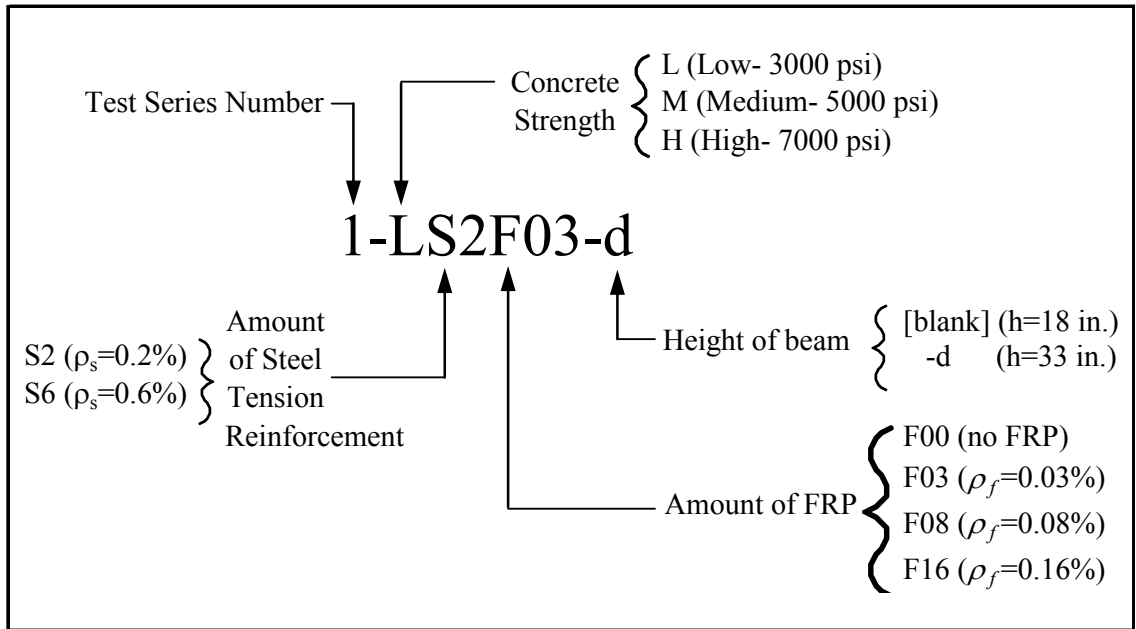 Test Series Number
Concrete
Strength
L (Low- 3000 psi)
M (Medium- 5000 psi)
H (High- 7000 psi)
1-LS2F03-d
S2 (ρs=0.2%)
S6 (ρs=0.6%)
Amount
of Steel
Tension
Reinforcement
Height of beam
[blank] (h=18 in.)
-d (h=33 in.)
Amount of FRP
F00 (no FRP)
F03 (ρf=0.03%)
F08 (ρf=0.08%)
F16 (ρf=0.16%)